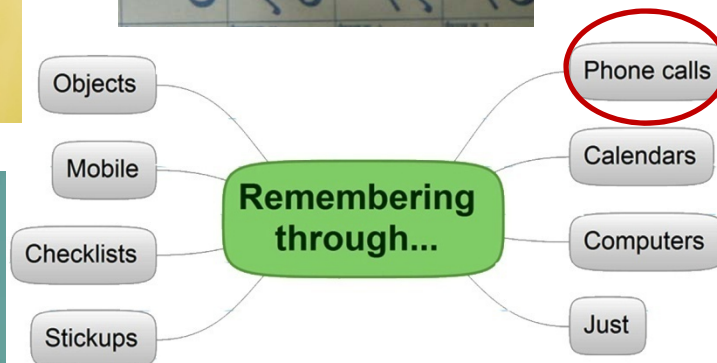 Objects
Mobile
Checklists
Stickups
Remembering
through...
Phone calls
Calendars
Computers
Just